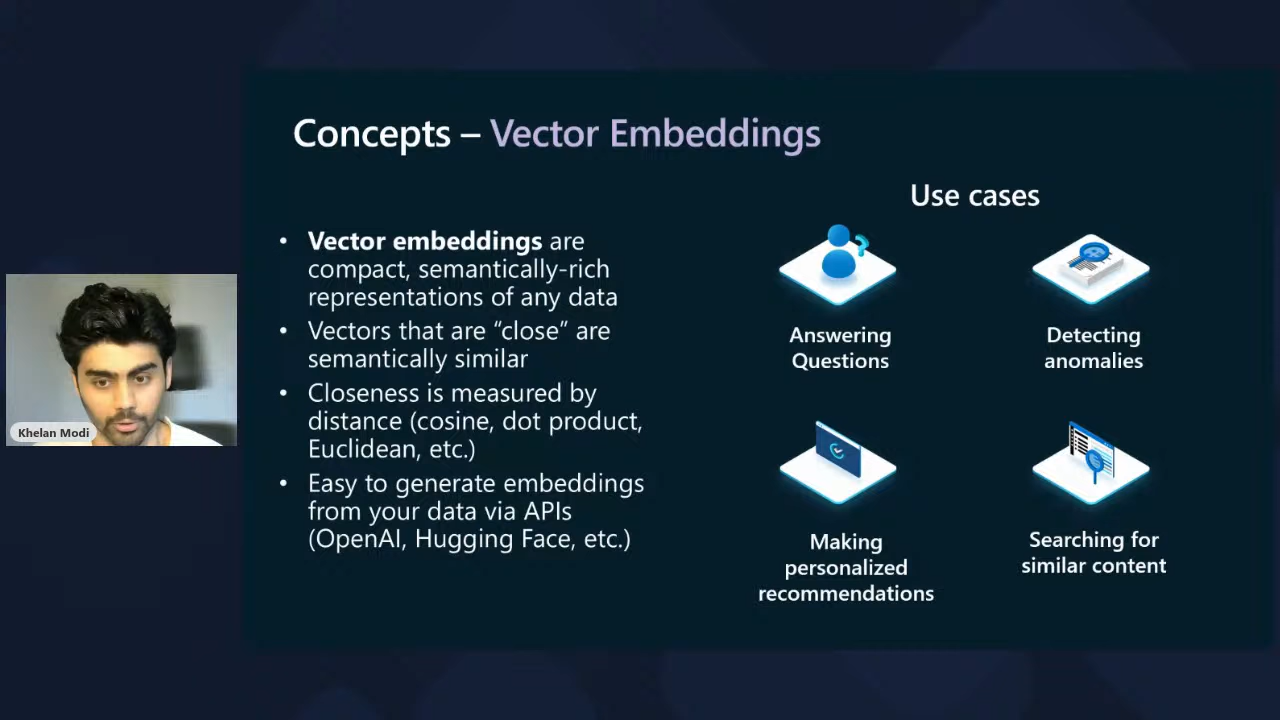 Concepts – Vector Embeddings
Use cases
• Vector embeddings are
compact, semantically-rich
representations of any data
• Vectors that are “close” are
semantically similar
• Closeness is measured by
distance (cosine, dot product,
Euclidean, etc.)
• Easy to generate embeddings
from your data via APIs
(OpenAI, Hugging Face, etc.)
Answering
Questions
Detecting
anomalies
Making
personalized
recommendations
Searching for
similar content
Khelan Modi